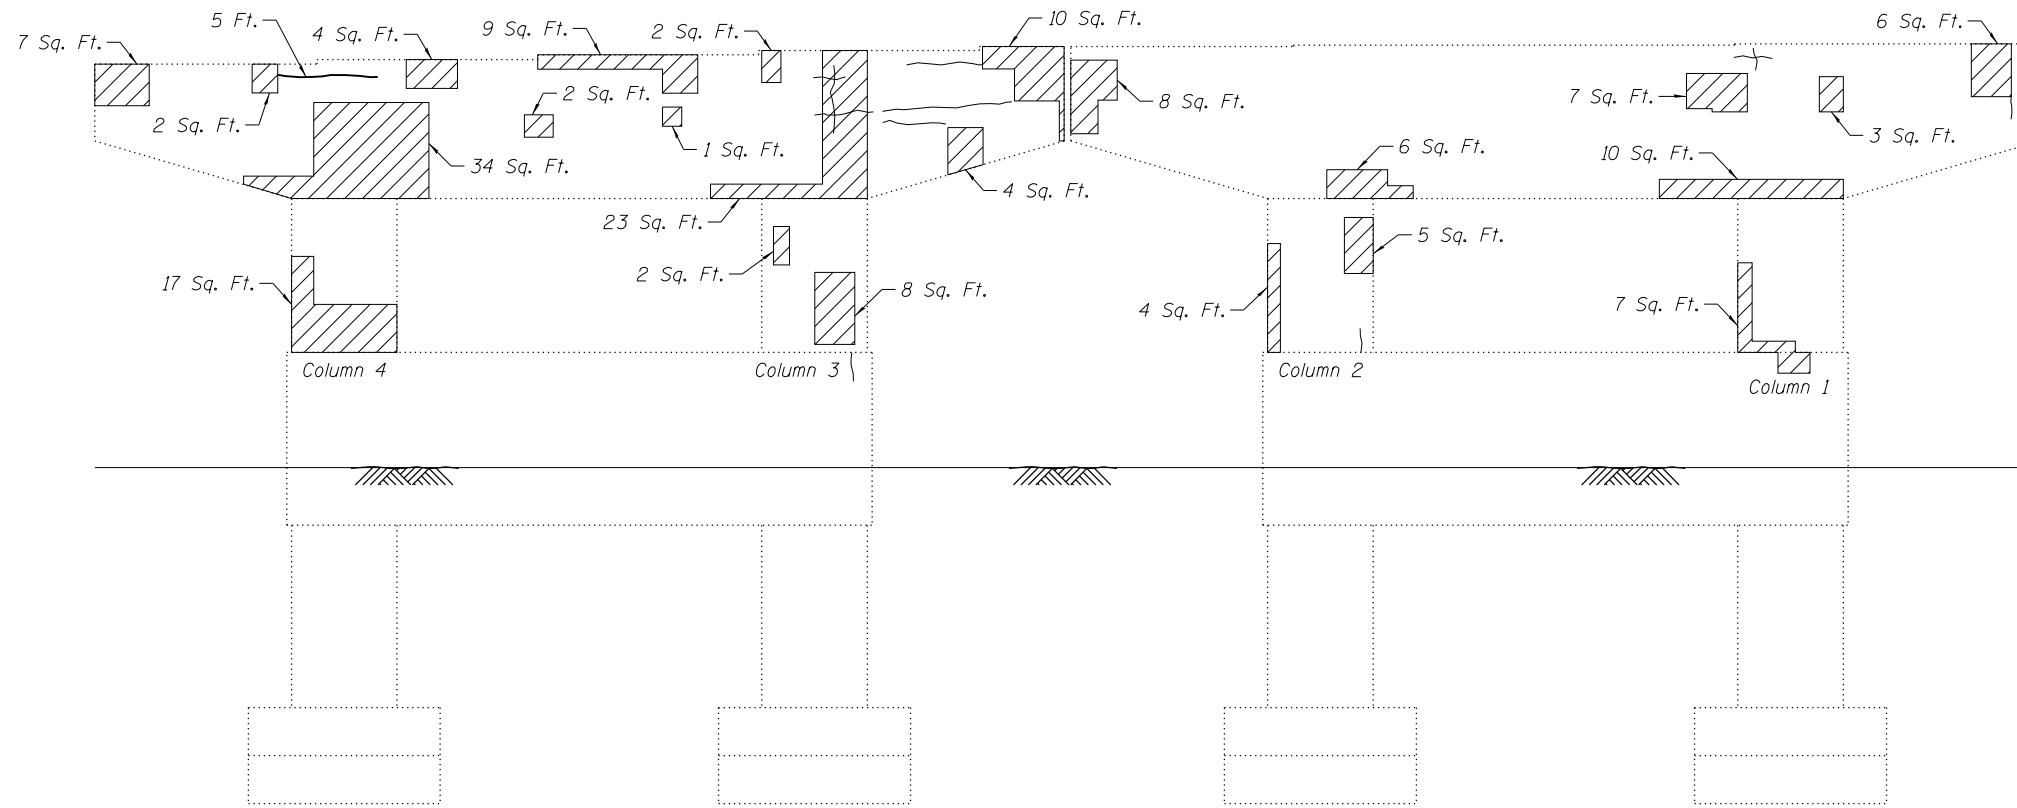 5 Ft.
7 Sq. Ft.
4 Sq. Ft.
9 Sq. Ft.
2 Sq. Ft.
10 Sq. Ft.
6 Sq. Ft.
2 Sq. Ft.
2 Sq. Ft.
8 Sq. Ft.
7 Sq. Ft.
3 Sq. Ft.
1 Sq. Ft.
34 Sq. Ft.
6 Sq. Ft.
10 Sq. Ft.
4 Sq. Ft.
23 Sq. Ft.
5 Sq. Ft.
2 Sq. Ft.
17 Sq. Ft.
8 Sq. Ft.
4 Sq. Ft.
7 Sq. Ft.
Column 4
Column 3
Column 2
Column 1